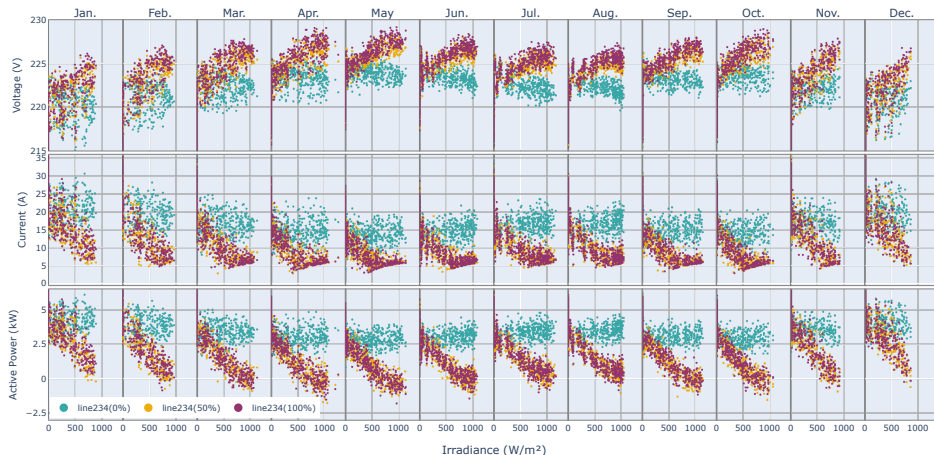 Jan. Feb. Mar. Apr. May Jun. Jul. Aug. Sep. Oct. Nov. Dec.
Voltage (V)
230
225
220
215
Current (A)
35
30
25
20
15
10
5
0
Active Power (kW)
5
2.5
0
−2.5
line234(0%) line234(50%) line234(100%)
0 500 1000 0 500 1000 0 500 1000 0 500 1000 0 500 1000 0 500 1000 0 500 1000 0 500 1000 0 500 1000 0 500 1000 0 500 1000 0 500 1000
Irradiance (W/m²)